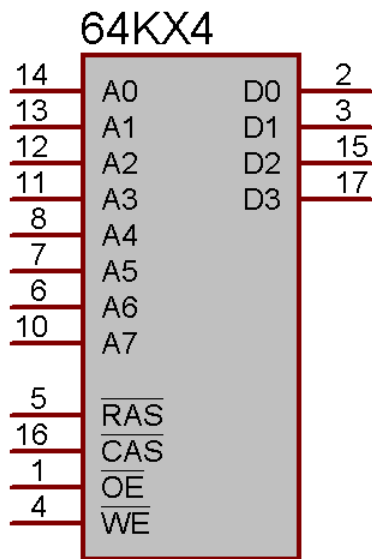 64KX4
14 A0 D0 2
13 A1 D1 3
12 A2 D2 15
11 A3 D3 17
8 A4
7 A5
6 A6
10 A7
5 RAS
16 CAS
1 OE
4 WE